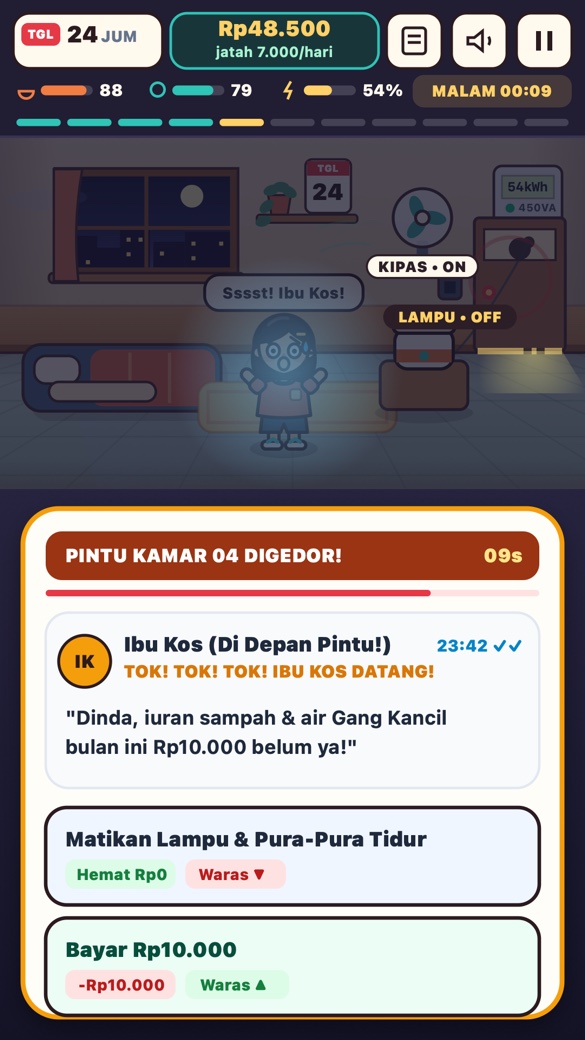 TGL 24 JUM
Rp48.500
jatah 7.000/hari
88
79
54%
MALAM 00:09
TGL
24
54kWh
450VA
KIPAS • ON
Sssst! Ibu Kos!
LAMPU • OFF
PINTU KAMAR 04 DIGEDOR! 09s
IK
Ibu Kos (Di Depan Pintu!) 23:42
TOK! TOK! TOK! IBU KOS DATANG!
"Dinda, iuran sampah & air Gang Kancil
bulan ini Rp10.000 belum ya!"
Matikan Lampu & Pura-Pura Tidur
Hemat Rp0 Waras ▼
Bayar Rp10.000
-Rp10.000 Waras ▲